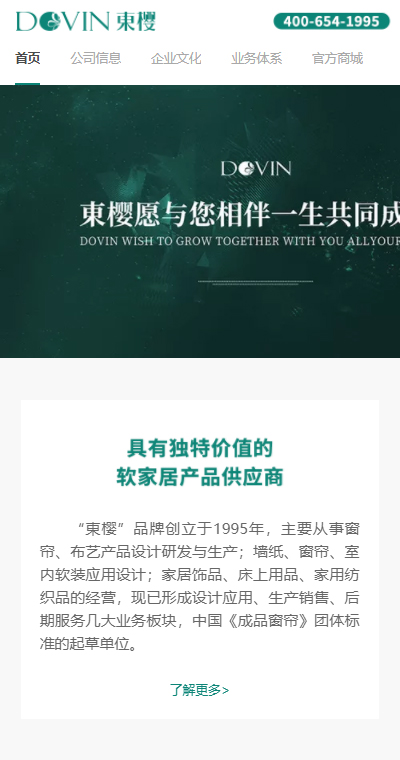 DOVIN 東樱
400-654-1995
首页 公司信息 企业文化 业务体系 官方商城
DOVIN
東樱愿与您相伴一生共同成
DOVIN WISH TO GROW TOGETHER WITH YOU ALLYOUR
具有独特价值的
软家居产品供应商
“東樱”品牌创立于1995年，主要从事窗
帘、布艺产品设计研发与生产；墙纸、窗帘、室
内软装应用设计；家居饰品、床上用品、家用纺
织品的经营，现已形成设计应用、生产销售、后
期服务几大业务板块，中国《成品窗帘》团体标
准的起草单位。
了解更多>